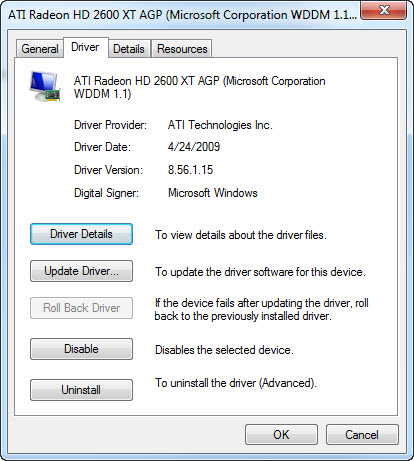 ATI Radeon HD 2600 XT AGP (Microsoft Corporation WDDM 1.1...
General Driver Details Resources
ATI Radeon HD 2600 XT AGP (Microsoft Corporation
WDDM 1.1)
Driver Provider: ATI Technologies Inc.
Driver Date: 4/24/2009
Driver Version: 8.56.1.15
Digital Signer: Microsoft Windows
Driver Details To view details about the driver files.
Update Driver... To update the driver software for this device.
Roll Back Driver If the device fails after updating the driver, roll
back to the previously installed driver.
Disable Disables the selected device.
Uninstall To uninstall the driver (Advanced).
OK Cancel